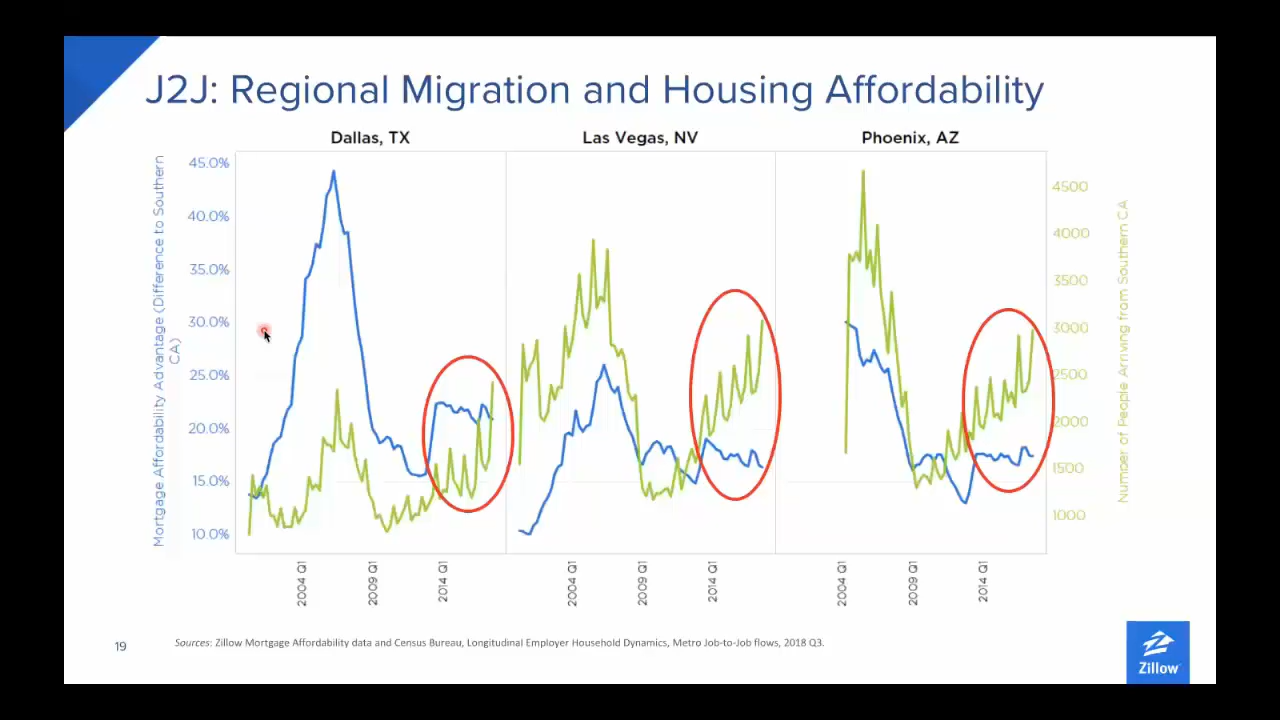 J2J: Regional Migration and Housing Affordability
Dallas, TX
Las Vegas, NV
Phoenix, AZ
Mortgage Affordability Advantage (Difference to Southern
CA)
45.0%
40.0%
35.0%
30.0%
25.0%
20.0%
15.0%
10.0%
4500
4000
3500
3000
2500
2000
1500
1000
Number of People Arriving from Southern CA
2004 Q1
2009 Q1
2014 Q1
2004 Q1
2009 Q1
2014 Q1
2004 Q1
2009 Q1
2014 Q1
19
Sources: Zillow Mortgage Affordability data and Census Bureau, Longitudinal Employer Household Dynamics, Metro Job-to-Job flows, 2018 Q3.
Zillow